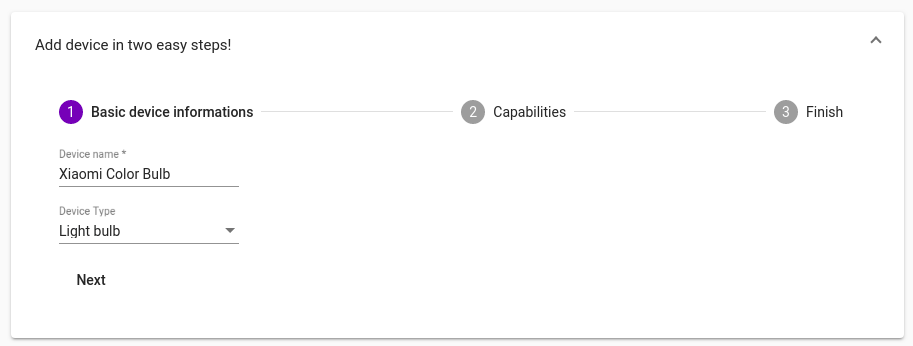 Add device in two easy steps!
1 Basic device informations 2 Capabilities 3 Finish
Device name *
Xiaomi Color Bulb
Device Type
Light bulb
Next